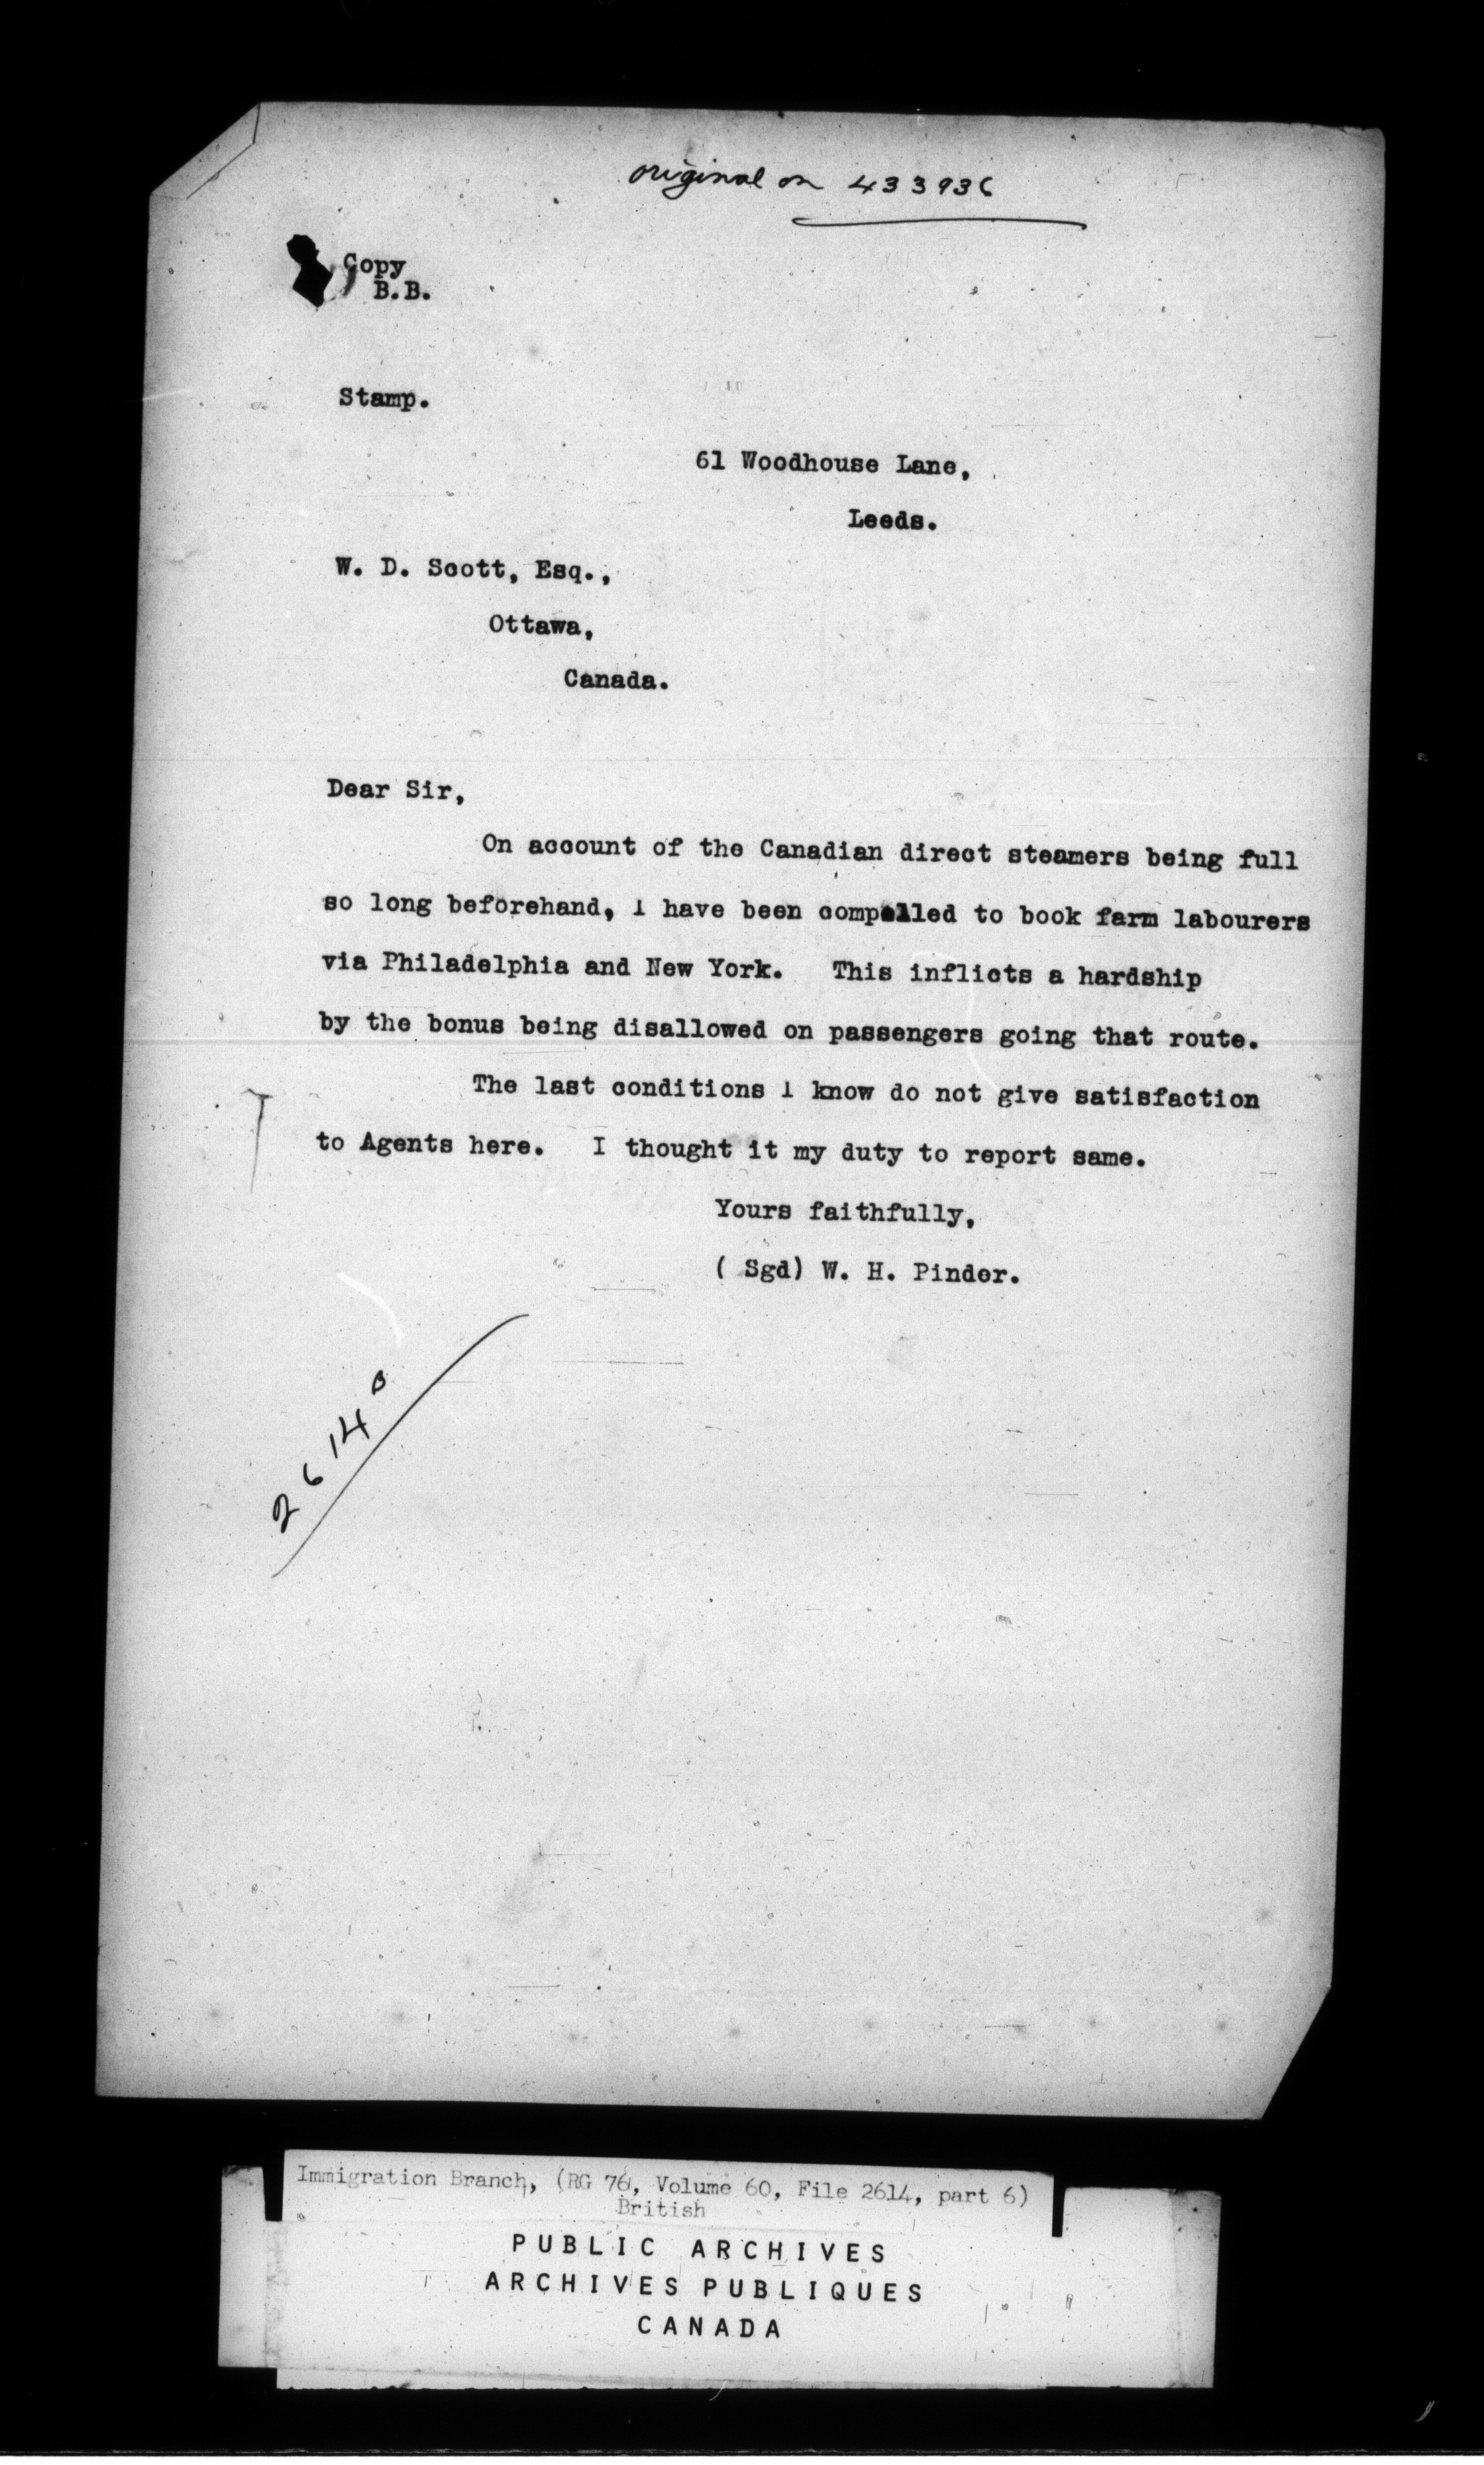 original on 433936
Copy
B.B.
Stamp.
61 Woodhouse Lane,
Leeds.
W. D. Scott, Esq.,
Ottawa,
Canada.
Dear Sir,
On account of the Canadian direct steamers being full
so long beforehand, I have been compelled to book farm labourers
via Philadelphia and New York. This inflicts a hardship
by the bonus being disallowed on passengers going that route.
The last conditions I know do not give satisfaction
to Agents here. I thought it my duty to report same.
Yours faithfully,
( Sgd) W. H. Pinder.
2614 B
Immigration Branch, (RG 76, Volume 60, File 2614, part 6)
British
PUBLIC ARCHIVES
ARCHIVES PUBLIQUES
CANADA